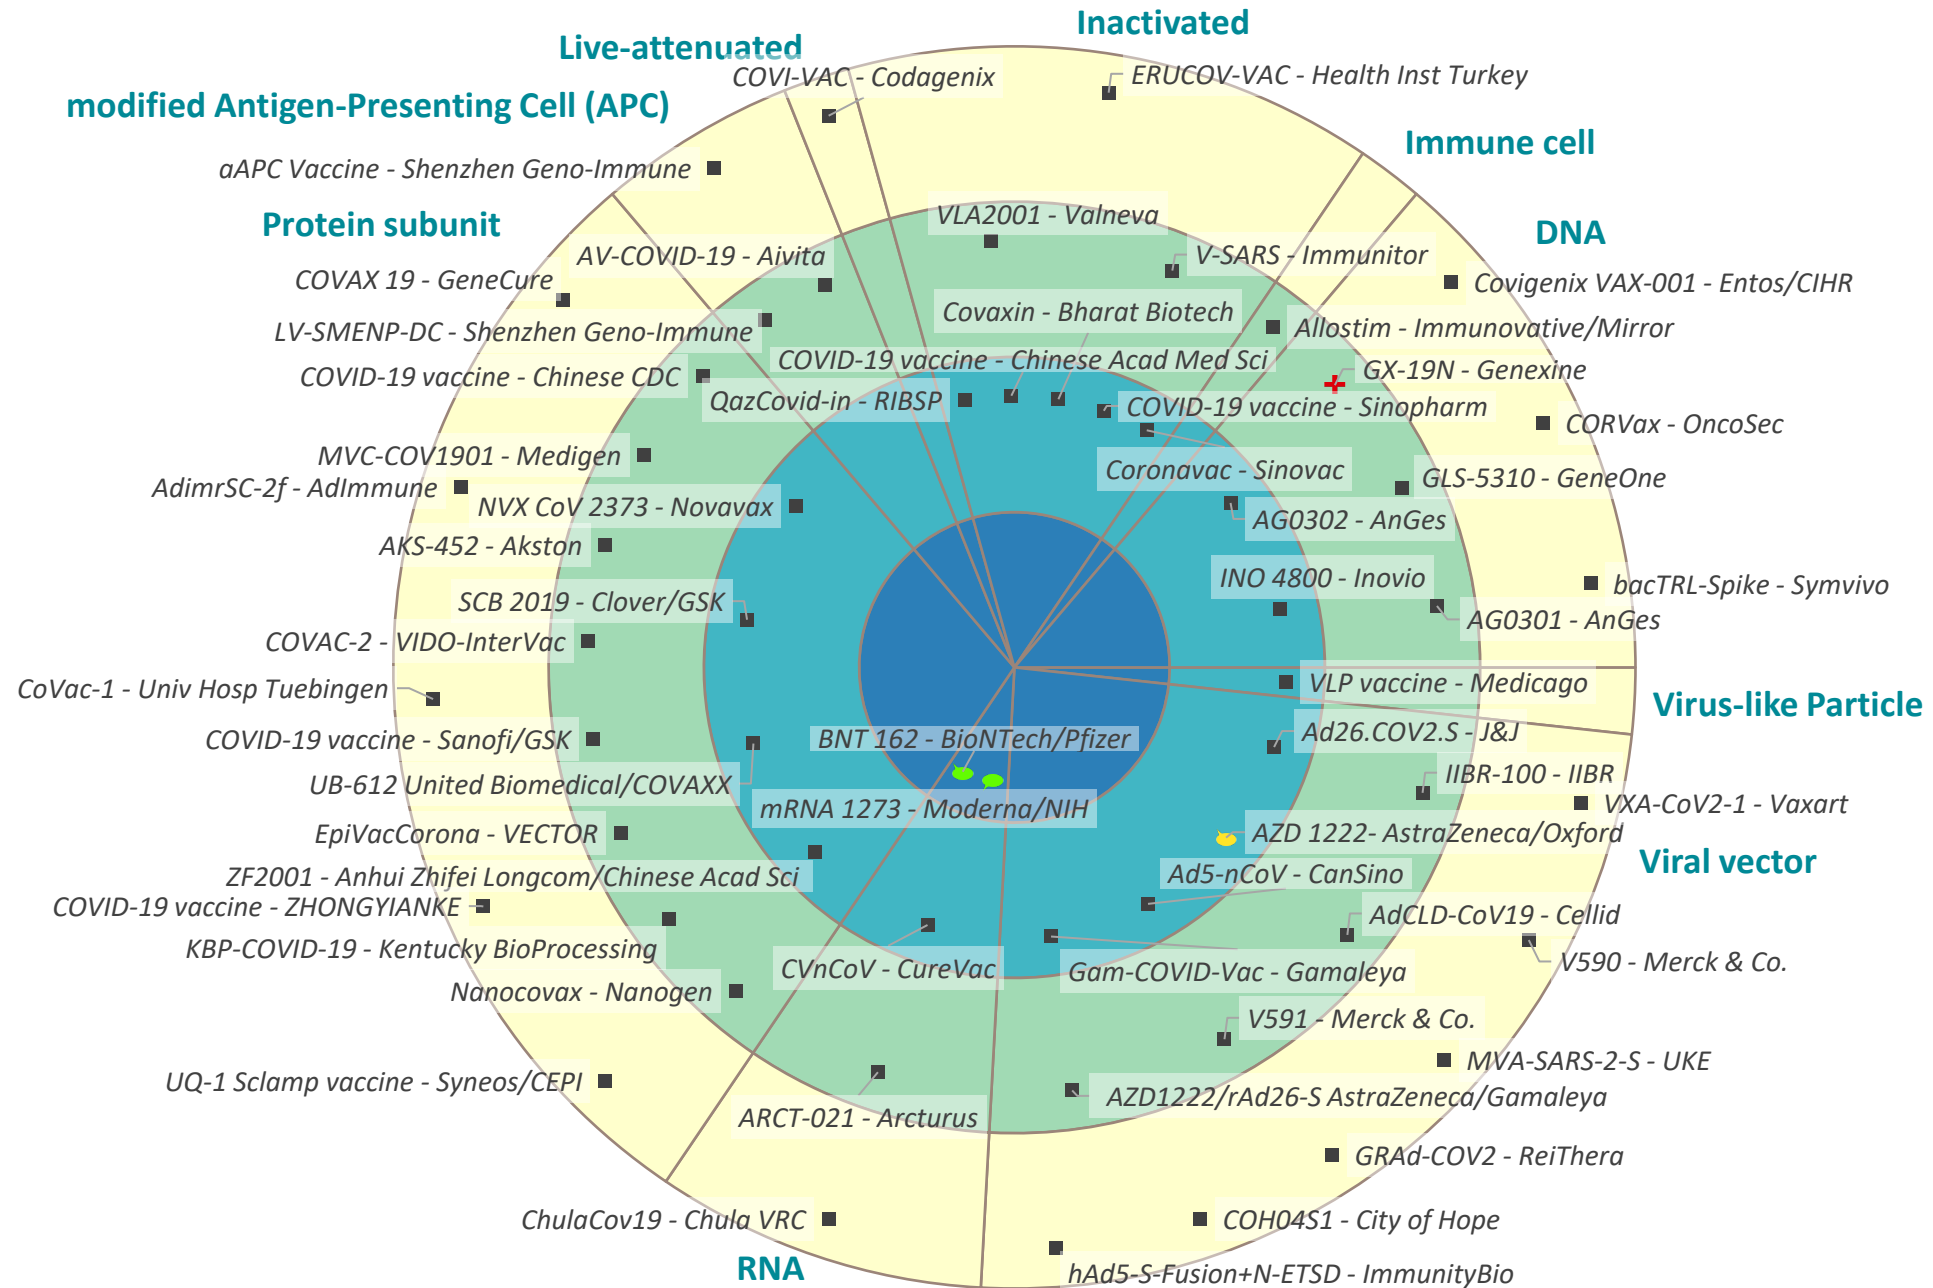 Inactivated
Live-attenuated
COVI-VAC - Codagenix
ERUCOV-VAC - Health Inst Turkey
modified Antigen-Presenting Cell (APC)
Immune cell
aAPC Vaccine - Shenzhen Geno-Immune
Protein subunit
VLA2001 - Valneva
DNA
AV-COVID-19 - Aivita
V-SARS - Immunitor
COVAX 19 - GeneCure
Covigenix VAX-001 - Entos/CIHR
Covaxin - Bharat Biotech
LV-SMENP-DC - Shenzhen Geno-Immune
Allostim - Immunovative/Mirror
COVID-19 vaccine - Chinese Acad Med Sci
COVID-19 vaccine - Chinese CDC
GX-19N - Genexine
QazCovid-in - RIBSP
COVID-19 vaccine - Sinopharm
CORVax - OncoSec
MVC-COV1901 - Medigen
Coronavac - Sinovac
GLS-5310 - GeneOne
AdimrSC-2f - AdImmune
NVX CoV 2373 - Novavax
AG0302 - AnGes
AKS-452 - Akston
INO 4800 - Inovio
bacTRL-Spike - Symvivo
SCB 2019 - Clover/GSK
AG0301 - AnGes
COVAC-2 - VIDO-InterVac
CoVac-1 - Univ Hosp Tuebingen
VLP vaccine - Medicago
Virus-like Particle
COVID-19 vaccine - Sanofi/GSK
BNT 162 - BioNTech/Pfizer
Ad26.COV2.S - J&J
UB-612 United Biomedical/COVAXX
IIBR-100 - IIBR
mRNA 1273 - Moderna/NIH
VXA-CoV2-1 - Vaxart
EpiVacCorona - VECTOR
AZD 1222- AstraZeneca/Oxford
Viral vector
ZF2001 - Anhui Zhifei Longcom/Chinese Acad Sci
Ad5-nCoV - CanSino
COVID-19 vaccine - ZHONGYIANKE
AdCLD-CoV19 - Cellid
KBP-COVID-19 - Kentucky BioProcessing
CVnCoV - CureVac
Gam-COVID-Vac - Gamaleya
V590 - Merck & Co.
Nanocovax - Nanogen
V591 - Merck & Co.
MVA-SARS-2-S - UKE
UQ-1 Sclamp vaccine - Syneos/CEPI
AZD1222/rAd26-S AstraZeneca/Gamaleya
ARCT-021 - Arcturus
GRAd-COV2 - ReiThera
ChulaCov19 - Chula VRC
COH04S1 - City of Hope
RNA
hAd5-S-Fusion+N-ETSD - ImmunityBio